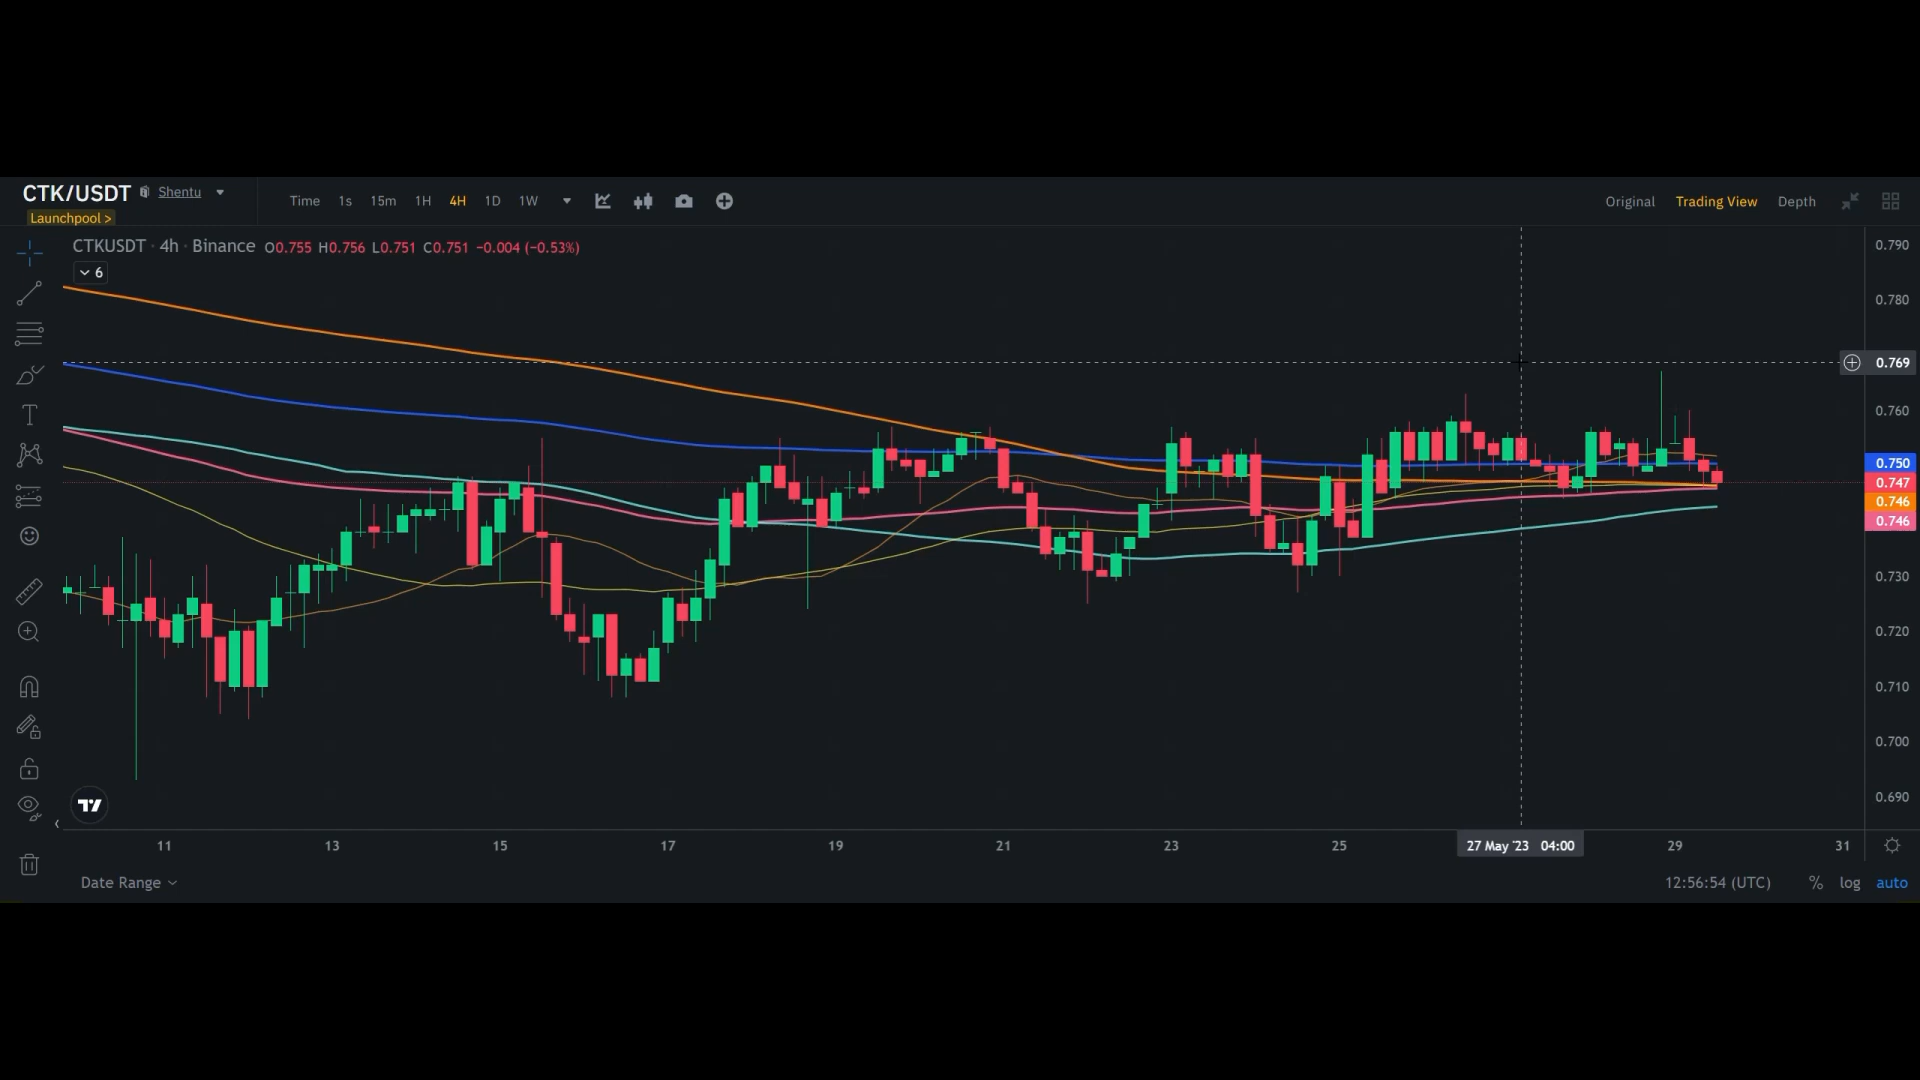 CTK/USDT Shentu
Launchpool >
Time 1s 15m 1H 4H 1D 1W
Original Trading View Depth
CTKUSDT · 4h · Binance O0.755 H0.756 L0.751 C0.751 −0.004 (−0.53%)
6
0.790
0.780
0.769
0.760
0.750
0.747
0.746
0.746
0.730
0.720
0.710
0.700
0.690
11 13 15 17 19 21 23 25 27 May '23 04:00 29 31
Date Range
12:56:54 (UTC) % log auto